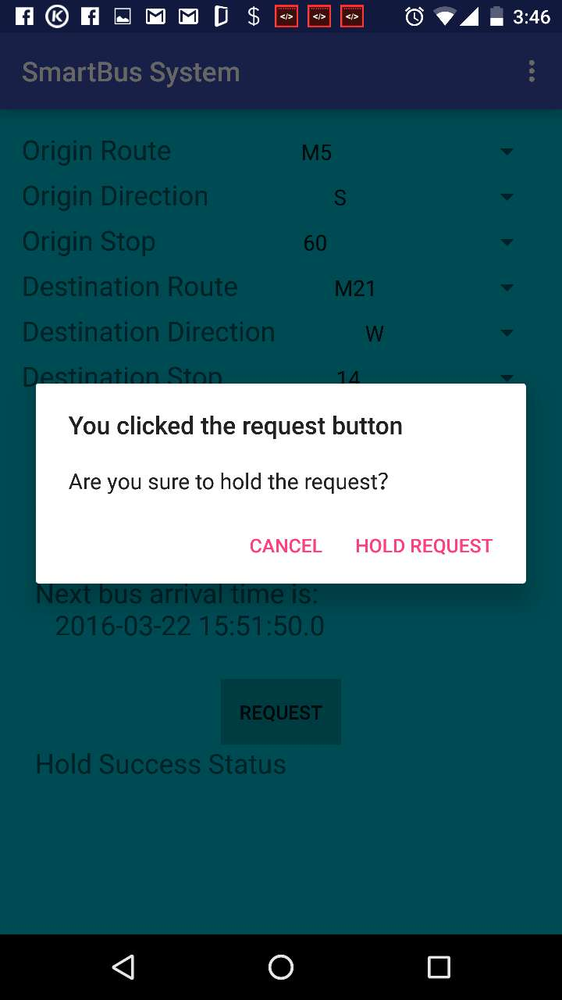 3:46
SmartBus System
Origin Route M5
Origin Direction S
Origin Stop 60
Destination Route M21
Destination Direction W
Destination Stop 14
You clicked the request button
Are you sure to hold the request?
CANCEL HOLD REQUEST
Next bus arrival time is:
2016-03-22 15:51:50.0
REQUEST
Hold Success Status